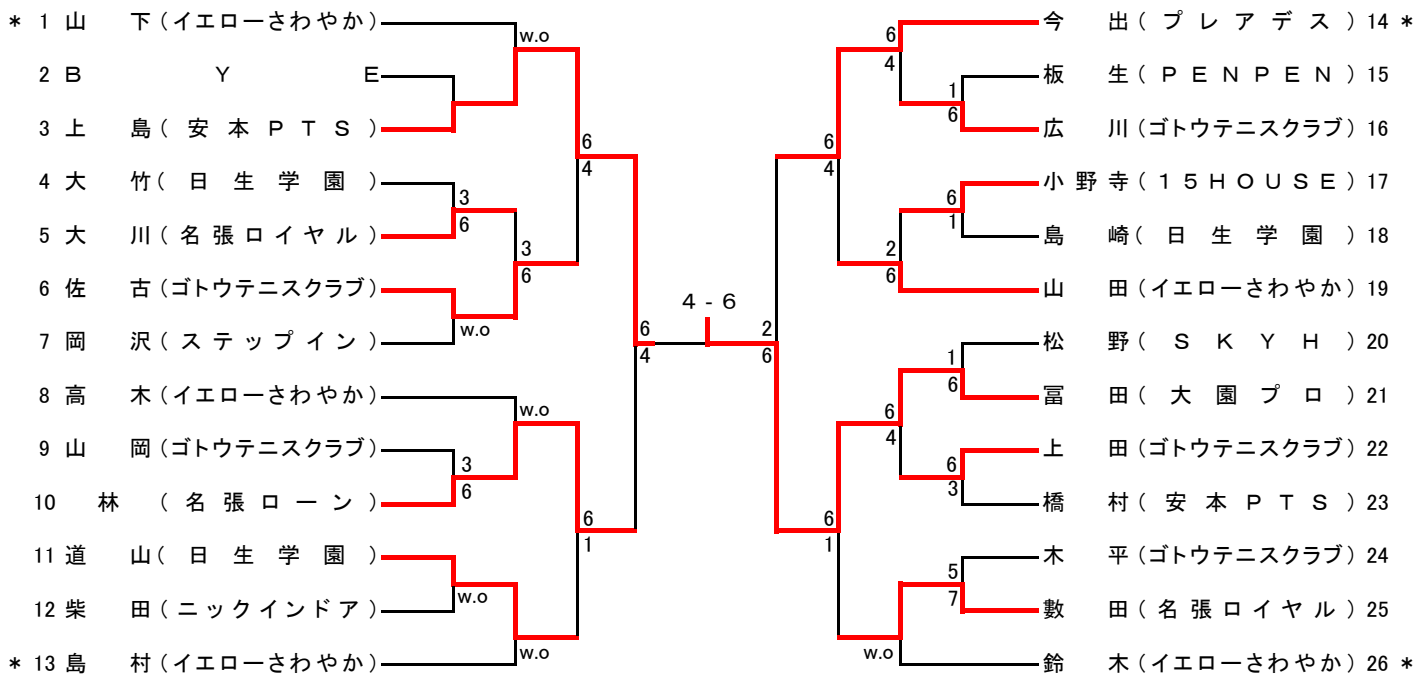 * 1 山 下 (イエローさわやか)
2 B Y E
3 上 島 (安本PTS)
4 大 竹 (日生学園)
5 大 川 (名張ロイヤル)
6 佐 古 (ゴトウテニスクラブ)
7 岡 沢 (ステップイン)
8 高 木 (イエローさわやか)
9 山 岡 (ゴトウテニスクラブ)
10 林 (名張ローン)
11 道 山 (日生学園)
12 柴 田 (ニックインドア)
* 13 島 村 (イエローさわやか)
w.o
3
6
w.o
3
6
w.o
w.o
3
6
w.o
w.o
6
4
6
1
6
4
4-6
2
6
6
4
6
1
6
4
2
6
6
4
w.o
1
6
6
1
1
6
6
3
5
7
今 出 (プレアデス) 14 *
板 生 (PENPEN) 15
広 川 (ゴトウテニスクラブ) 16
小野寺 (15HOUSE) 17
島 崎 (日生学園) 18
山 田 (イエローさわやか) 19
松 野 (SKYH) 20
冨 田 (大園プロ) 21
上 田 (ゴトウテニスクラブ) 22
橋 村 (安本PTS) 23
木 平 (ゴトウテニスクラブ) 24
數 田 (名張ロイヤル) 25
鈴 木 (イエローさわやか) 26 *